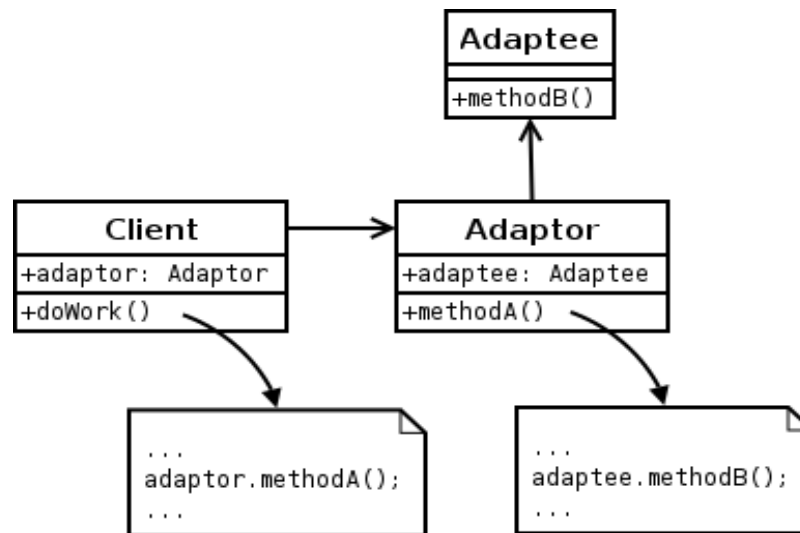 Adaptee
+methodB()
Client
+adaptor: Adaptor
+doWork()
Adaptor
+adaptee: Adaptee
+methodA()
...
adaptor.methodA();
...
...
adaptee.methodB();
...